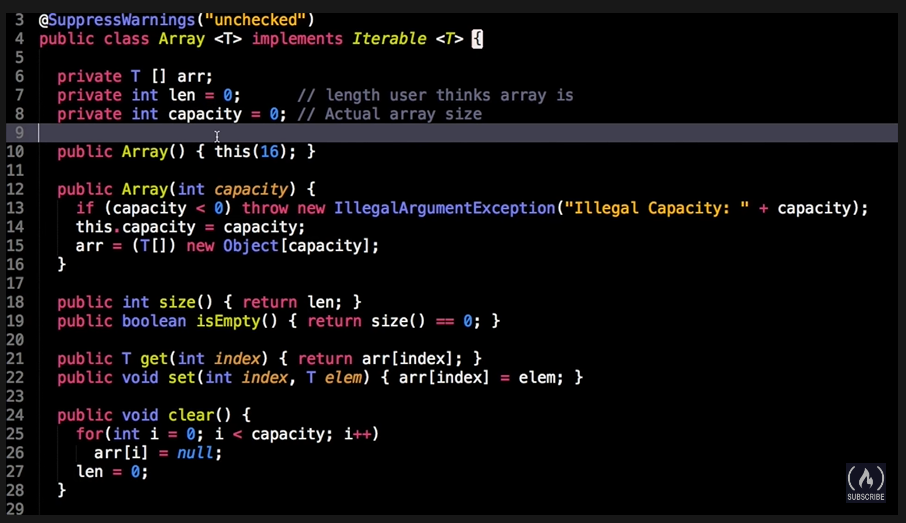 3 @SuppressWarnings("unchecked")
4 public class Array <T> implements Iterable <T> {
5
6 private T [] arr;
7 private int len = 0; // length user thinks array is
8 private int capacity = 0; // Actual array size
9
10 public Array() { this(16); }
11
12 public Array(int capacity) {
13 if (capacity < 0) throw new IllegalArgumentException("Illegal Capacity: " + capacity);
14 this.capacity = capacity;
15 arr = (T[]) new Object[capacity];
16 }
17
18 public int size() { return len; }
19 public boolean isEmpty() { return size() == 0; }
20
21 public T get(int index) { return arr[index]; }
22 public void set(int index, T elem) { arr[index] = elem; }
23
24 public void clear() {
25 for(int i = 0; i < capacity; i++)
26 arr[i] = null;
27 len = 0;
28 }
29
SUBSCRIBE